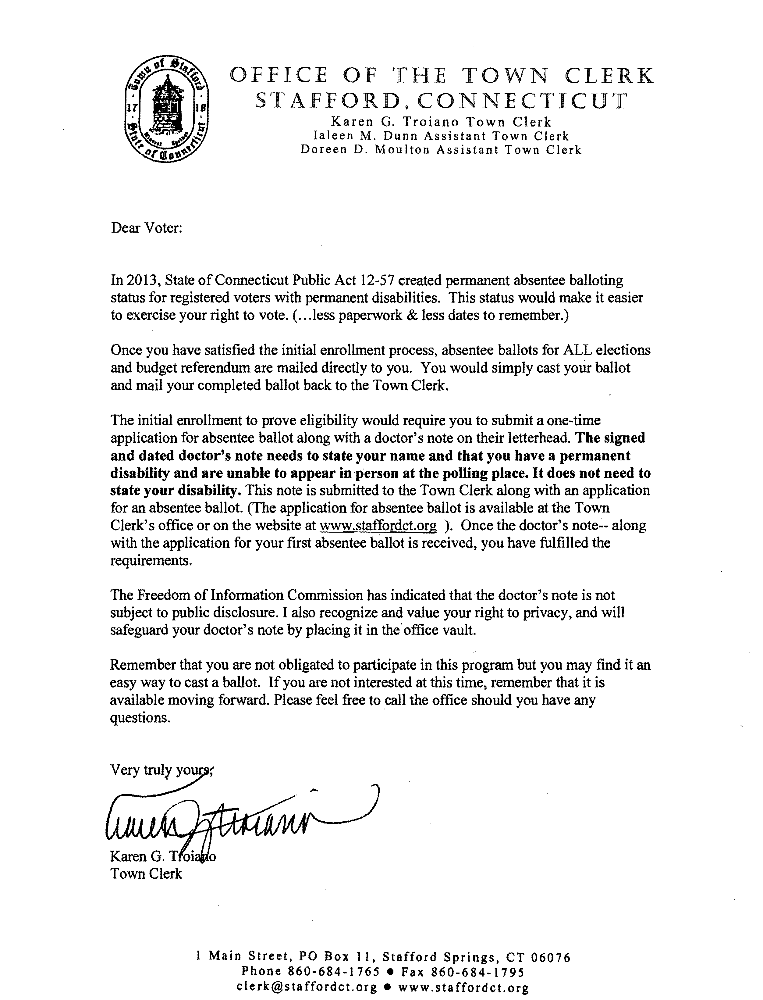 Town of Stafford
17 18
Mineral Springs
State of Connecticut
OFFICE OF THE TOWN CLERK
STAFFORD, CONNECTICUT
Karen G. Troiano Town Clerk
Ialeen M. Dunn Assistant Town Clerk
Doreen D. Moulton Assistant Town Clerk
Dear Voter:
In 2013, State of Connecticut Public Act 12-57 created permanent absentee balloting
status for registered voters with permanent disabilities. This status would make it easier
to exercise your right to vote. (...less paperwork & less dates to remember.)
Once you have satisfied the initial enrollment process, absentee ballots for ALL elections
and budget referendum are mailed directly to you. You would simply cast your ballot
and mail your completed ballot back to the Town Clerk.
The initial enrollment to prove eligibility would require you to submit a one-time
application for absentee ballot along with a doctor's note on their letterhead. The signed
and dated doctor's note needs to state your name and that you have a permanent
disability and are unable to appear in person at the polling place. It does not need to
state your disability. This note is submitted to the Town Clerk along with an application
for an absentee ballot. (The application for absentee ballot is available at the Town
Clerk's office or on the website at www.staffordct.org ). Once the doctor's note-- along
with the application for your first absentee ballot is received, you have fulfilled the
requirements.
The Freedom of Information Commission has indicated that the doctor's note is not
subject to public disclosure. I also recognize and value your right to privacy, and will
safeguard your doctor's note by placing it in the office vault.
Remember that you are not obligated to participate in this program but you may find it an
easy way to cast a ballot. If you are not interested at this time, remember that it is
available moving forward. Please feel free to call the office should you have any
questions.
Very truly yours,
Karen G Troiano
Karen G. Troiano
Town Clerk
1 Main Street, PO Box 11, Stafford Springs, CT 06076
Phone 860-684-1765 ● Fax 860-684-1795
clerk@staffordct.org ● www.staffordct.org